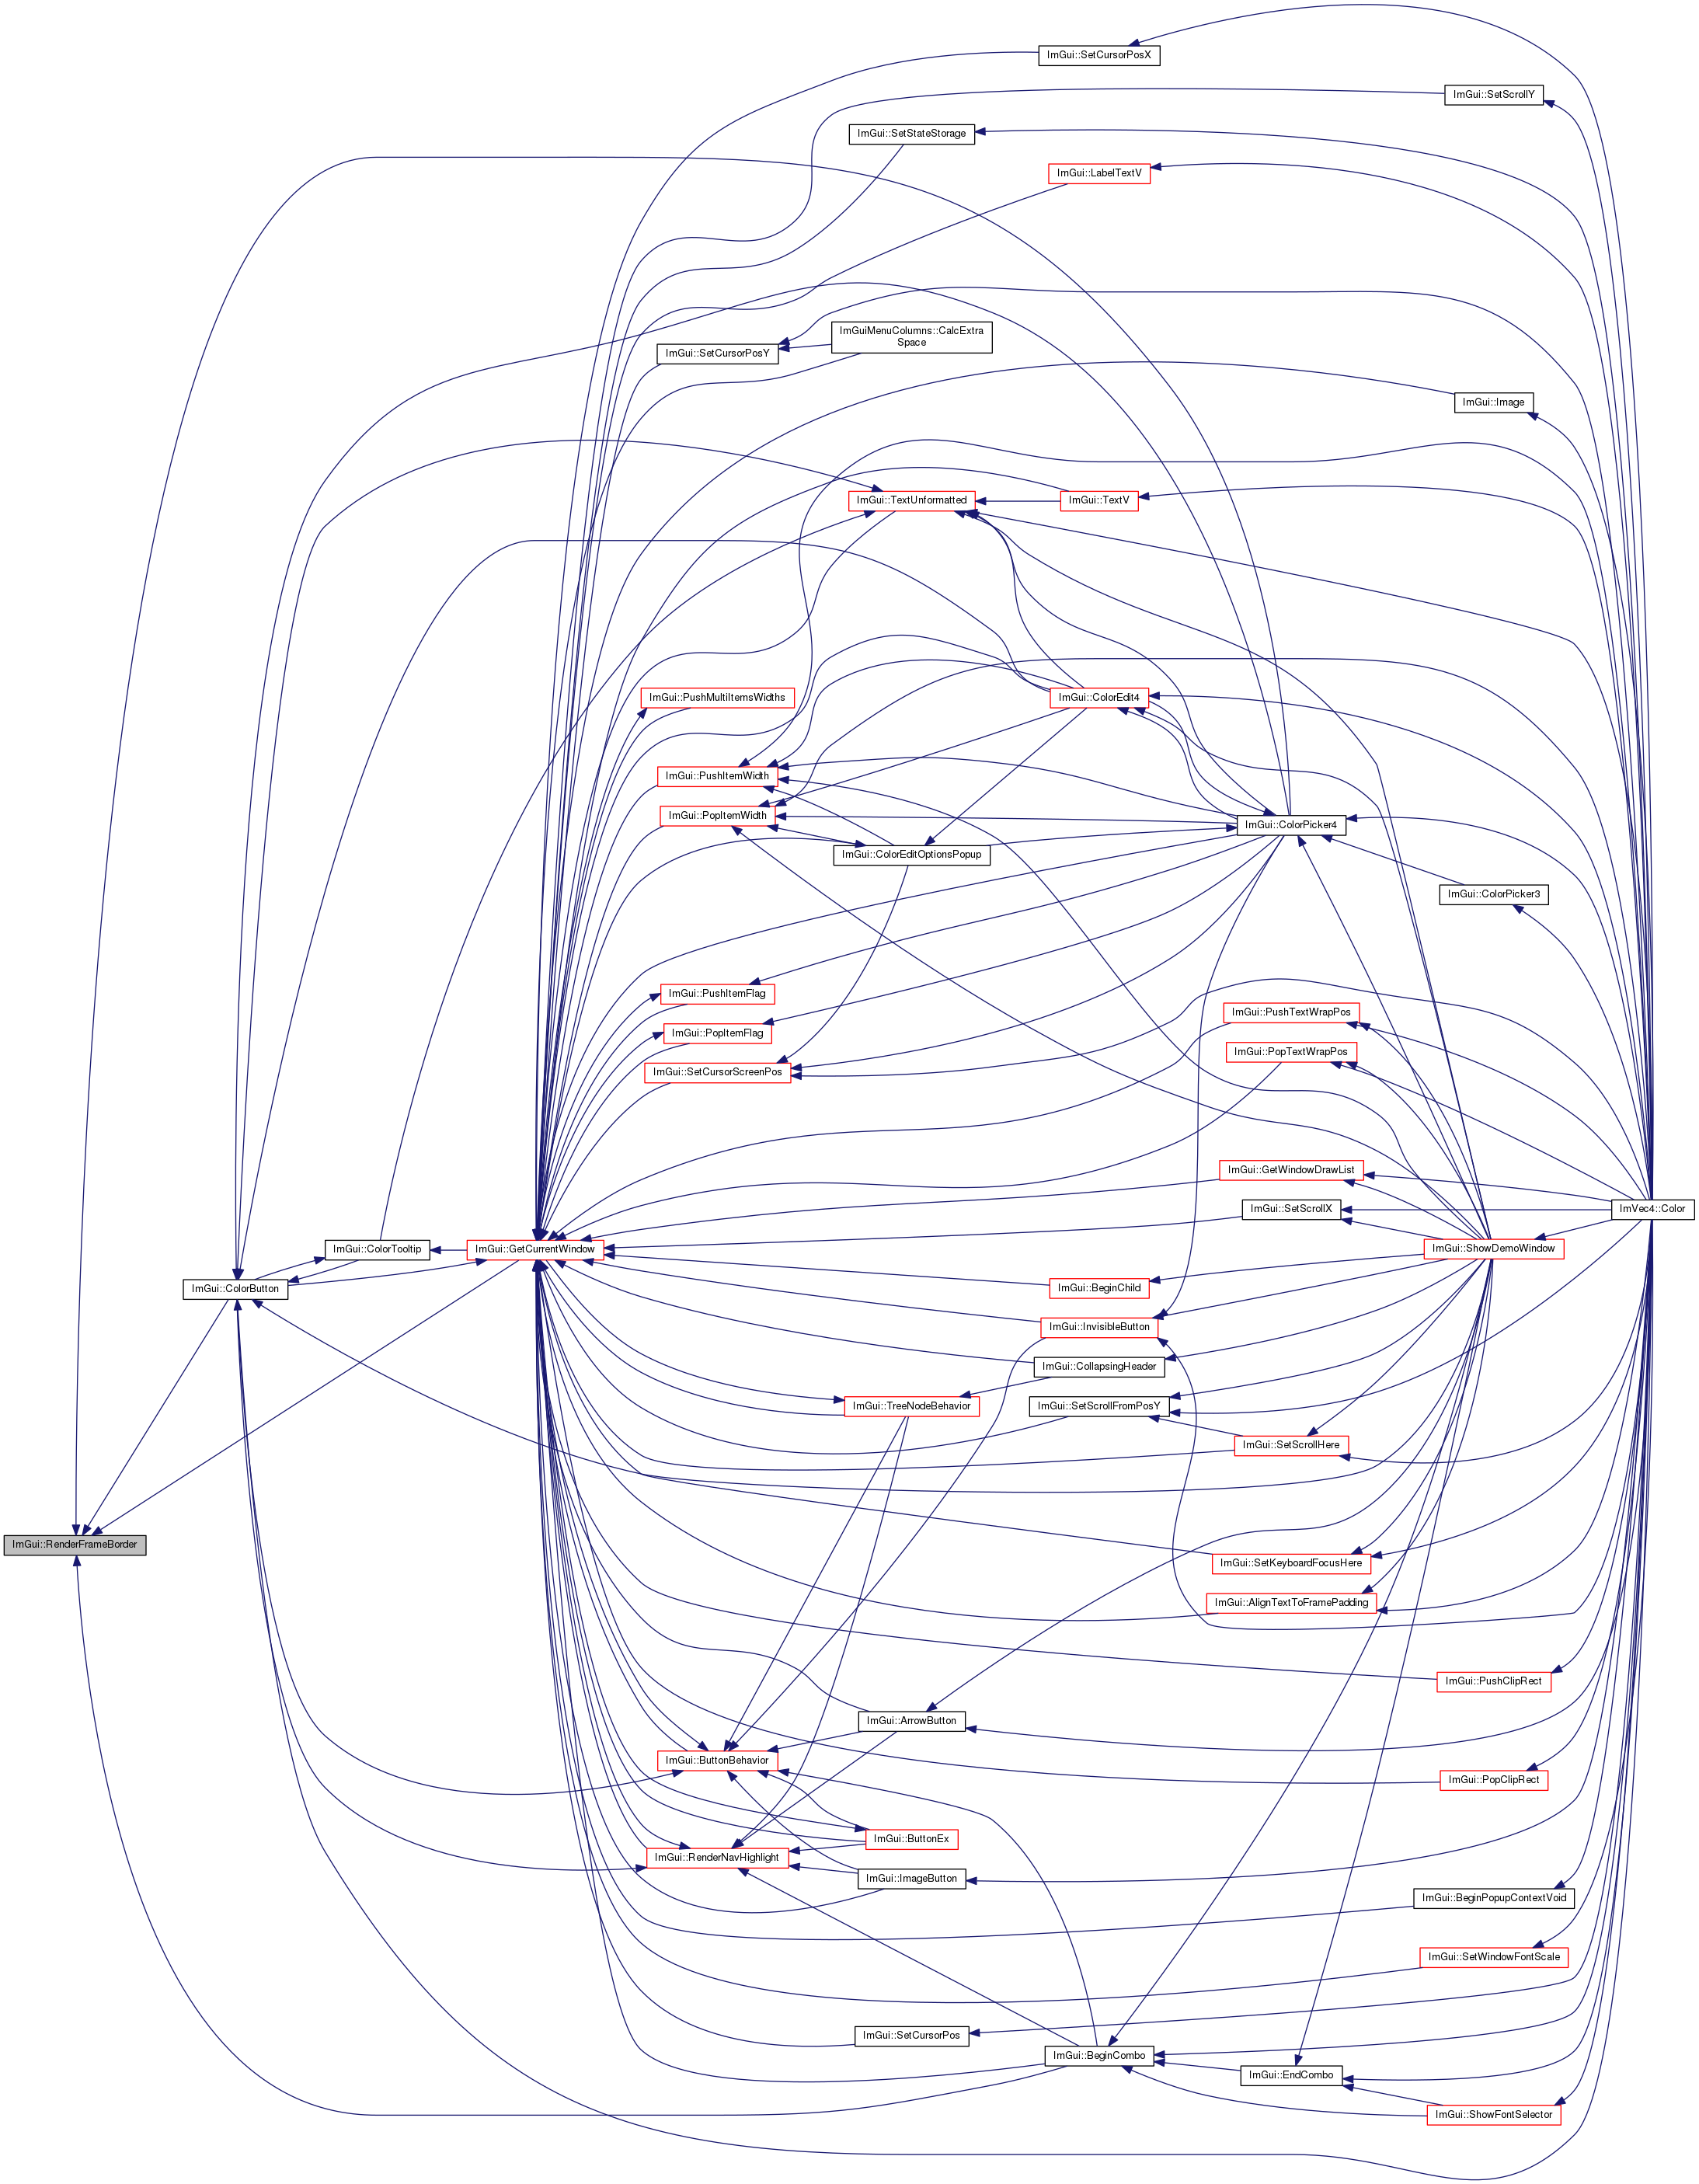 ImGui::SetCursorPosX
ImGui::SetScrollY
ImGui::SetStateStorage
ImGui::LabelTextV
ImGuiMenuColumns::CalcExtra
Space
ImGui::SetCursorPosY
ImGui::Image
ImGui::TextUnformatted
ImGui::TextV
ImGui::PushMultiItemsWidths
ImGui::ColorEdit4
ImGui::PushItemWidth
ImGui::PopItemWidth
ImGui::ColorPicker4
ImGui::ColorEditOptionsPopup
ImGui::ColorPicker3
ImGui::PushItemFlag
ImGui::PushTextWrapPos
ImGui::PopItemFlag
ImGui::PopTextWrapPos
ImGui::SetCursorScreenPos
ImGui::GetWindowDrawList
ImGui::SetScrollX
ImVec4::Color
ImGui::ColorTooltip
ImGui::GetCurrentWindow
ImGui::ShowDemoWindow
ImGui::ColorButton
ImGui::BeginChild
ImGui::InvisibleButton
ImGui::CollapsingHeader
ImGui::TreeNodeBehavior
ImGui::SetScrollFromPosY
ImGui::SetScrollHere
ImGui::RenderFrameBorder
ImGui::SetKeyboardFocusHere
ImGui::AlignTextToFramePadding
ImGui::PushClipRect
ImGui::ArrowButton
ImGui::ButtonBehavior
ImGui::PopClipRect
ImGui::ButtonEx
ImGui::RenderNavHighlight
ImGui::ImageButton
ImGui::BeginPopupContextVoid
ImGui::SetWindowFontScale
ImGui::SetCursorPos
ImGui::BeginCombo
ImGui::EndCombo
ImGui::ShowFontSelector